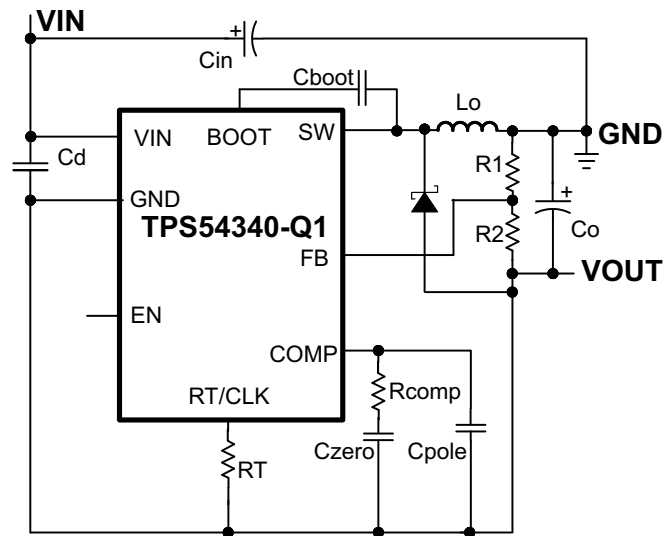 VIN
Cin
Cboot
Lo
GND
VIN
BOOT
SW
Cd
R1
GND
TPS54340-Q1
R2
Co
FB
VOUT
EN
COMP
RT/CLK
Rcomp
RT
Czero
Cpole